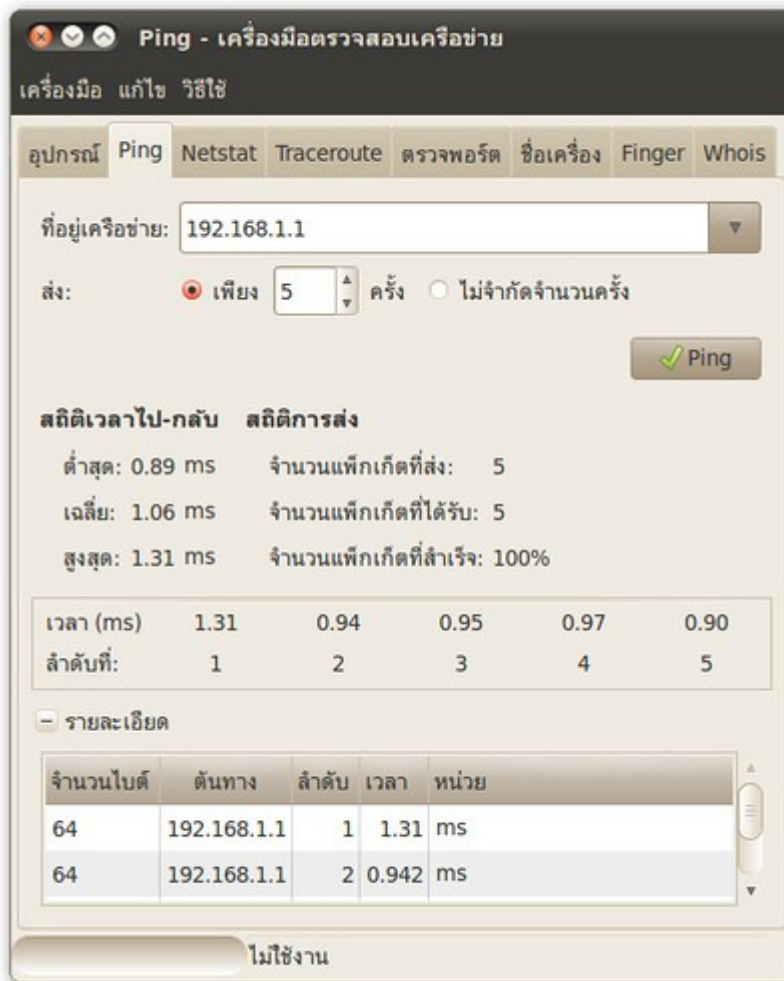 Ping - เครื่องมือตรวจสอบเครือข่าย
เครื่องมือ แก้ไข วิธีใช้
อุปกรณ์ Ping Netstat Traceroute ตรวจพอร์ต ชื่อเครื่อง Finger Whois
ที่อยู่เครือข่าย: 192.168.1.1
ส่ง: เพียง 5 ครั้ง ไม่จำกัดจำนวนครั้ง
Ping
สถิติเวลาไป-กลับ สถิติการส่ง
ต่ำสุด: 0.89 ms จำนวนแพ็กเก็ตที่ส่ง: 5
เฉลี่ย: 1.06 ms จำนวนแพ็กเก็ตที่ได้รับ: 5
สูงสุด: 1.31 ms จำนวนแพ็กเก็ตที่สำเร็จ: 100%
เวลา (ms) 1.31 0.94 0.95 0.97 0.90
ลำดับที่: 1 2 3 4 5
รายละเอียด
จำนวนไบต์ ต้นทาง ลำดับ เวลา หน่วย
64 192.168.1.1 1 1.31 ms
64 192.168.1.1 2 0.942 ms
ไม่ใช้งาน